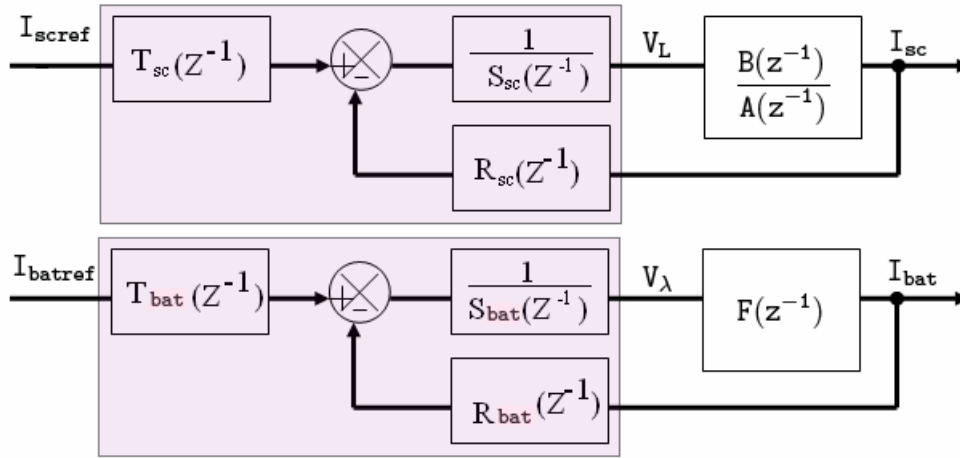 I_scref
T_sc(Z^-1)
+
-
1
S_sc(Z^-1)
V_L
B(z^-1)
A(z^-1)
I_sc
R_sc(Z^-1)
I_batref
T_bat(Z^-1)
+
-
1
S_bat(Z^-1)
V_λ
F(z^-1)
I_bat
R_bat(Z^-1)